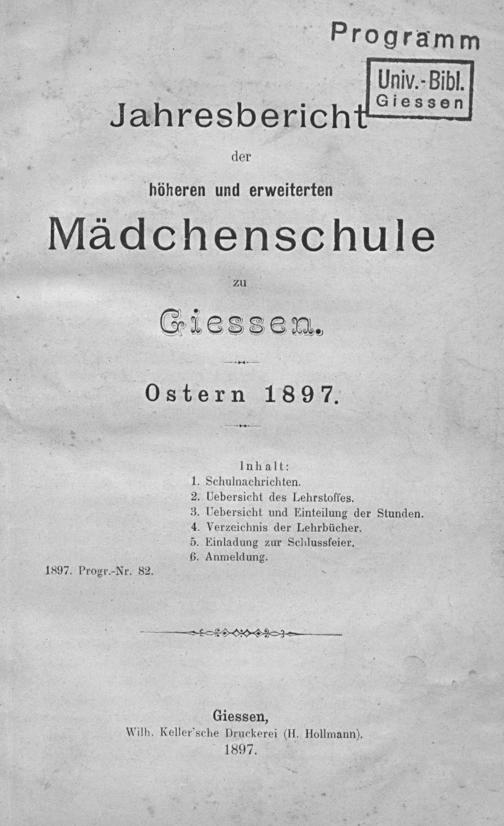 Programm
Univ.-Bibl.
Giessen
Jahresbericht
der
höheren und erweiterten
Mädchenschule
zu
Giessen.
Ostern 1897.
Inhalt:
1. Schulnachrichten.
2. Uebersicht des Lehrstoffes.
3. Uebersicht und Einteilung der Stunden.
4. Verzeichnis der Lehrbücher.
5. Einladung zur Schlussfeier.
6. Anmeldung.
1897. Progr.-Nr. 82.
Giessen,
Wilh. Keller'sche Druckerei (H. Hollmann).
1897.